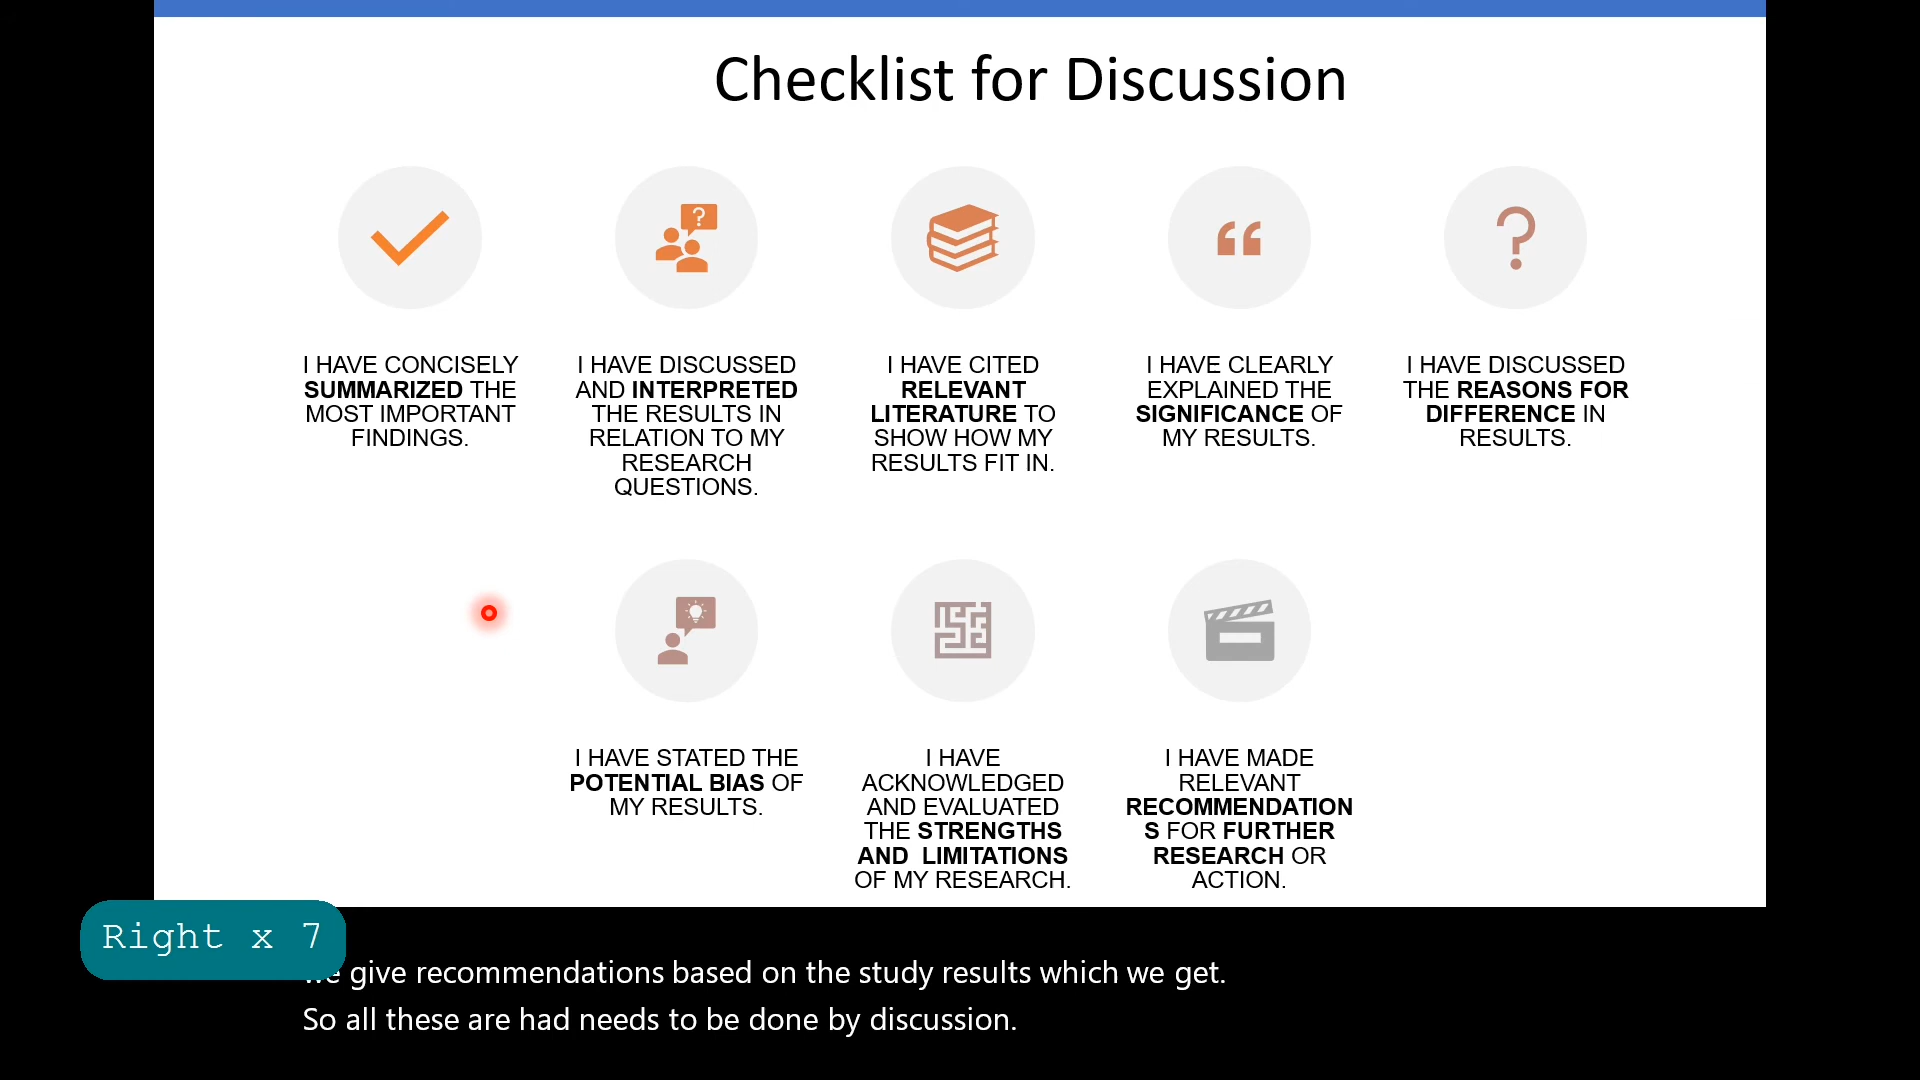 Checklist for Discussion
I HAVE CONCISELY
SUMMARIZED THE
MOST IMPORTANT
FINDINGS.
I HAVE DISCUSSED
AND INTERPRETED
THE RESULTS IN
RELATION TO MY
RESEARCH
QUESTIONS.
I HAVE CITED
RELEVANT
LITERATURE TO
SHOW HOW MY
RESULTS FIT IN.
I HAVE CLEARLY
EXPLAINED THE
SIGNIFICANCE OF
MY RESULTS.
I HAVE DISCUSSED
THE REASONS FOR
DIFFERENCE IN
RESULTS.
I HAVE STATED THE
POTENTIAL BIAS OF
MY RESULTS.
I HAVE
ACKNOWLEDGED
AND EVALUATED
THE STRENGTHS
AND LIMITATIONS
OF MY RESEARCH.
I HAVE MADE
RELEVANT
RECOMMENDATION
S FOR FURTHER
RESEARCH OR
ACTION.
Right x 7
we give recommendations based on the study results which we get.
So all these are had needs to be done by discussion.